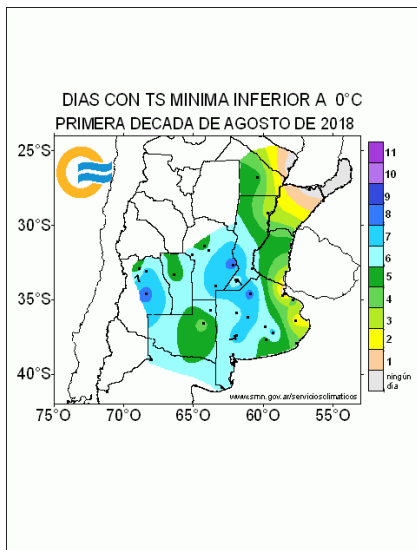 DIAS CON TS MINIMA INFERIOR A 0°C
PRIMERA DECADA DE AGOSTO DE 2018
25°S
30°S
35°S
40°S
75°O
70°O
65°O
60°O
55°O
11
10
9
8
7
6
5
4
3
2
1
ningún
día
7
www.smn.gov.ar/serviciosclimaticos